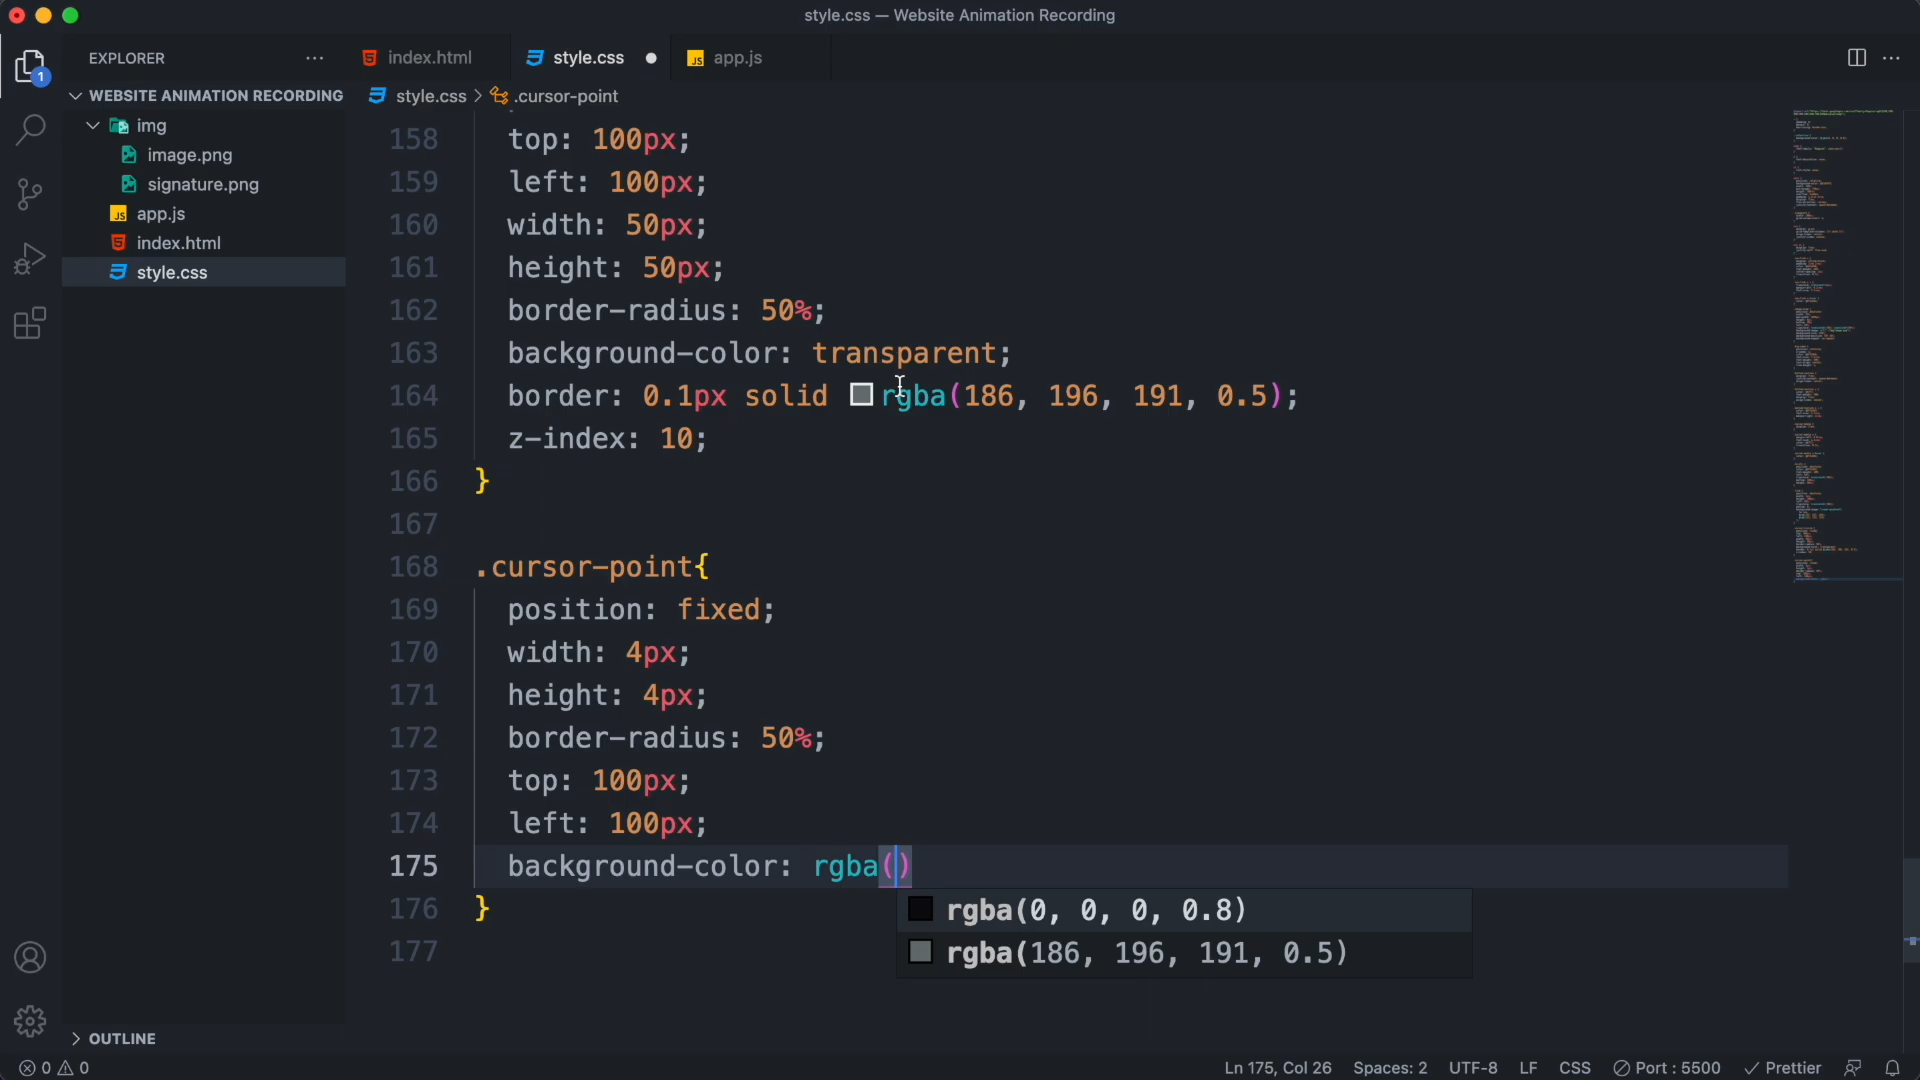 style.css — Website Animation Recording
EXPLORER
index.html
style.css
app.js
WEBSITE ANIMATION RECORDING
style.css > .cursor-point
img
image.png
signature.png
app.js
index.html
style.css
1
158 top: 100px;
159 left: 100px;
160 width: 50px;
161 height: 50px;
162 border-radius: 50%;
163 background-color: transparent;
164 border: 0.1px solid rgba(186, 196, 191, 0.5);
165 z-index: 10;
166 }
167
168 .cursor-point{
169 position: fixed;
170 width: 4px;
171 height: 4px;
172 border-radius: 50%;
173 top: 100px;
174 left: 100px;
175 background-color: rgba()
176 }
177
rgba(0, 0, 0, 0.8)
rgba(186, 196, 191, 0.5)
OUTLINE
0 0
Ln 175, Col 26 Spaces: 2 UTF-8 LF CSS Port : 5500 Prettier